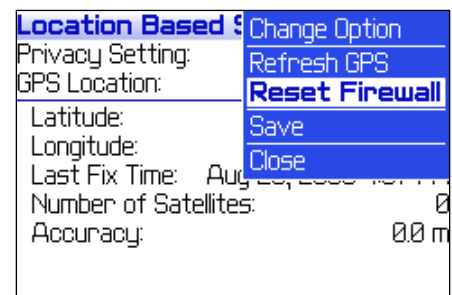 Location Based S
Privacy Setting:
GPS Location:
Latitude:
Longitude:
Last Fix Time:
Number of Satellites: 0
Accuracy: 0.0 m
Change Option
Refresh GPS
Reset Firewall
Save
Close